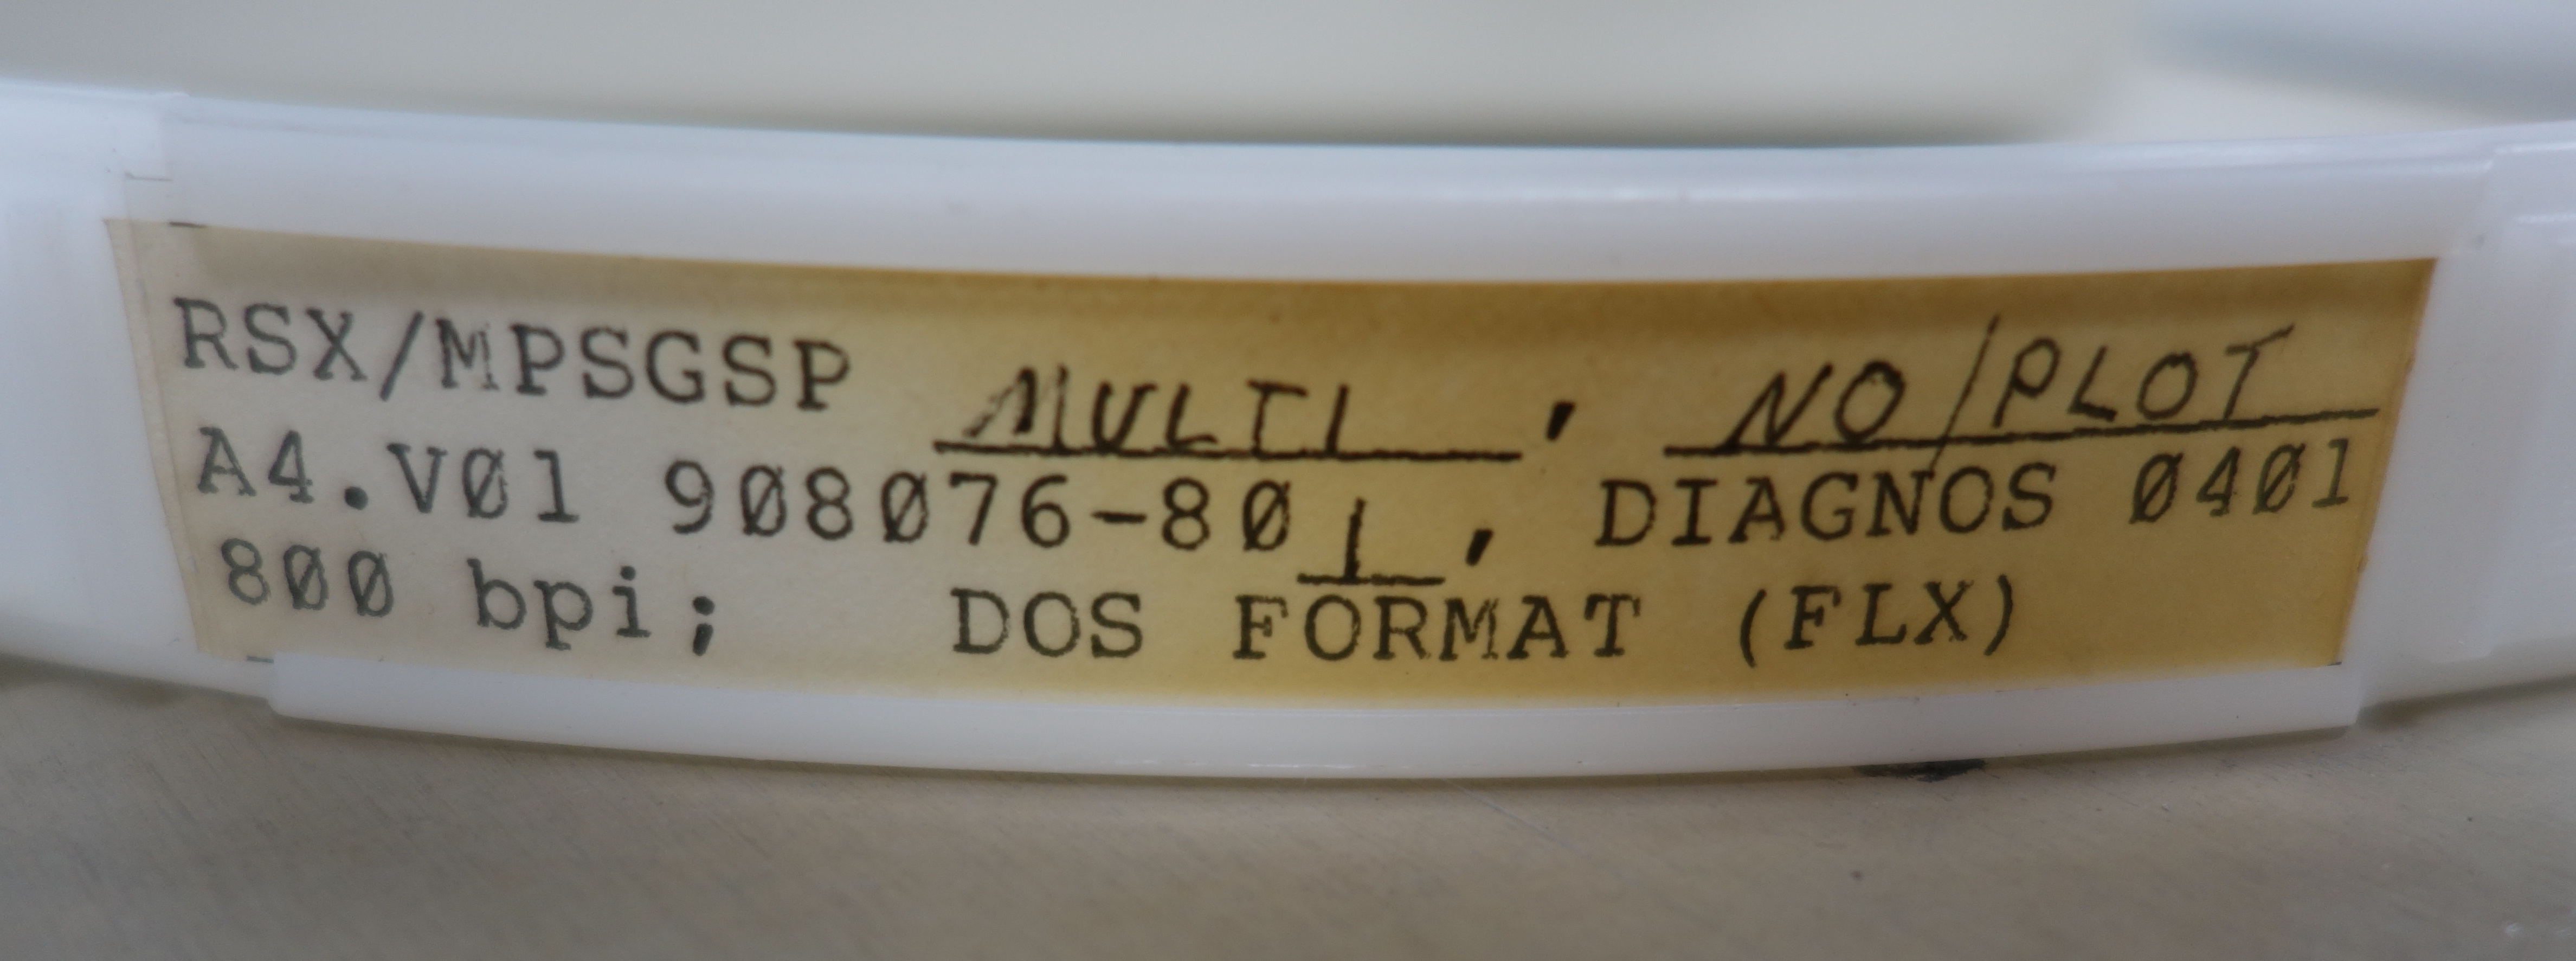 RSX/MPSGSP MULTI , NO/PLOT
A4.V01 908076-801 , DIAGNOS 0401
800 bpi; DOS FORMAT (FLX)